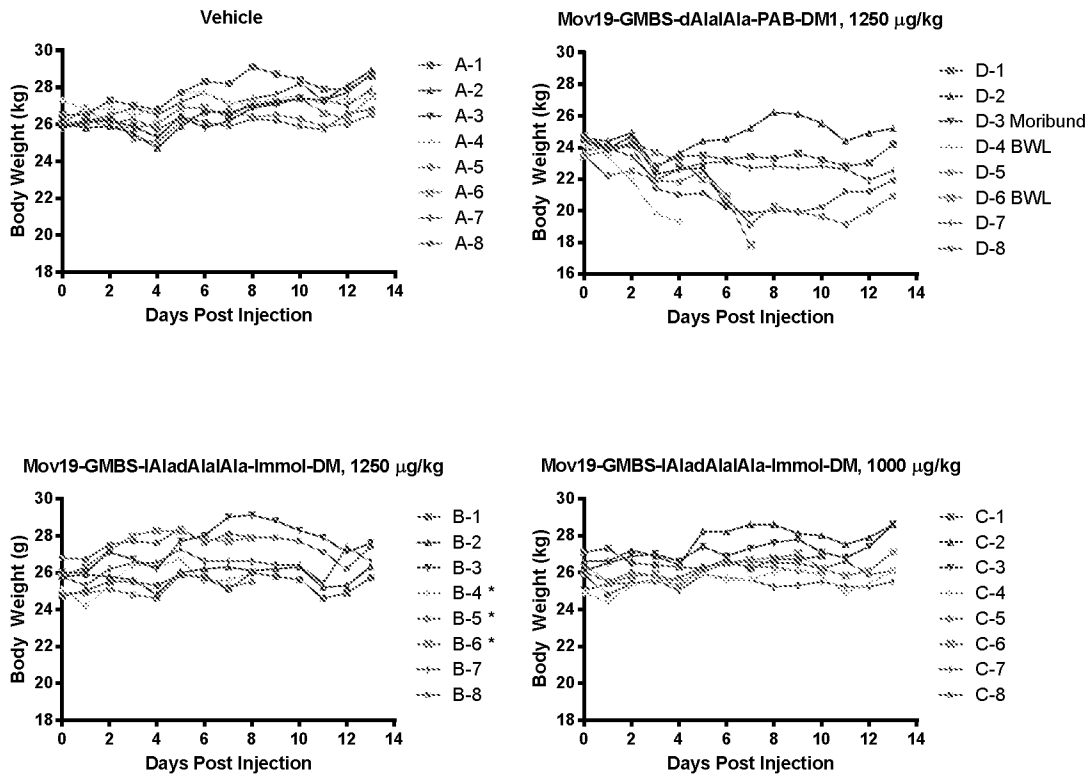 Vehicle
Body Weight (kg)
30
28
26
24
22
20
18
0 2 4 6 8 10 12 14
Days Post Injection
A-1
A-2
A-3
A-4
A-5
A-6
A-7
A-8
Mov19-GMBS-dAlalAla-PAB-DM1, 1250 μg/kg
Body Weight (kg)
30
28
26
24
22
20
18
16
0 2 4 6 8 10 12 14
Days Post Injection
D-1
D-2
D-3 Moribund
D-4 BWL
D-5
D-6 BWL
D-7
D-8
Mov19-GMBS-lAladAlalAla-Immol-DM, 1250 μg/kg
Body Weight (g)
30
28
26
24
22
20
18
0 2 4 6 8 10 12 14
Days Post Injection
B-1
B-2
B-3
B-4 *
B-5 *
B-6 *
B-7
B-8
Mov19-GMBS-lAladAlalAla-Immol-DM, 1000 μg/kg
Body Weight (kg)
30
28
26
24
22
20
18
0 2 4 6 8 10 12 14
Days Post Injection
C-1
C-2
C-3
C-4
C-5
C-6
C-7
C-8